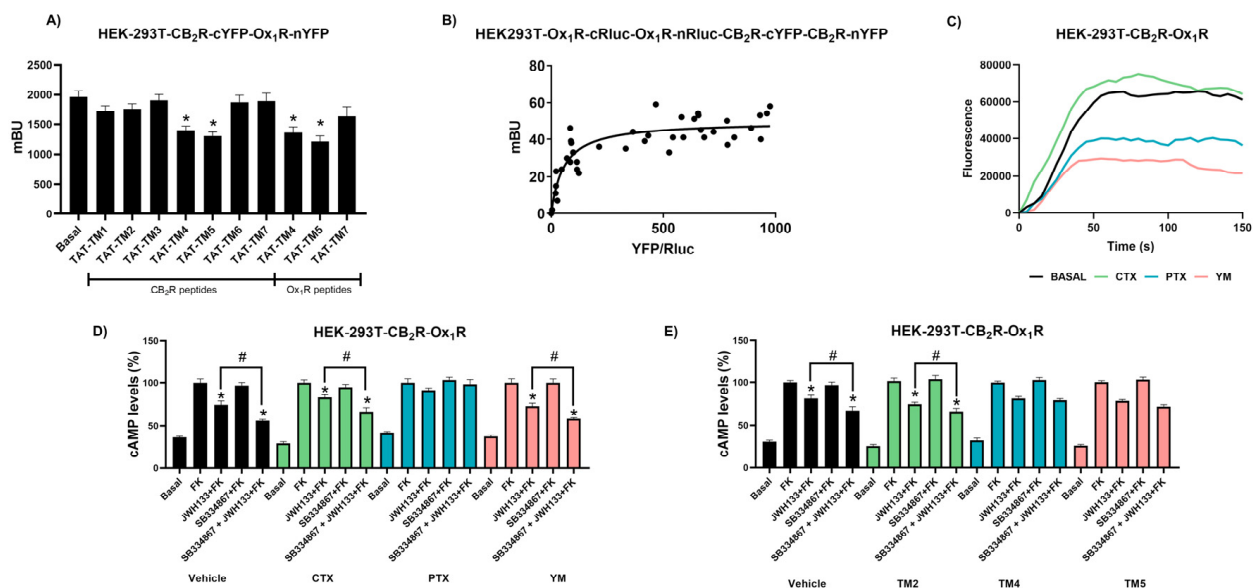 A)
HEK-293T-CB2R-cYFP-Ox1R-nYFP
mBU
2500
2000
1500
1000
500
0
* * * *
Basal TAT-TM1 TAT-TM2 TAT-TM3 TAT-TM4 TAT-TM5 TAT-TM6 TAT-TM7 TAT-TM4 TAT-TM5 TAT-TM7
CB2R peptides Ox1R peptides
B)
HEK293T-Ox1R-cRluc-Ox1R-nRluc-CB2R-cYFP-CB2R-nYFP
mBU
80
60
40
20
0
0 500 1000
YFP/Rluc
C)
HEK-293T-CB2R-Ox1R
Fluorescence
80000
60000
40000
20000
0
0 50 100 150
Time (s)
BASAL CTX PTX YM
D)
HEK-293T-CB2R-Ox1R
cAMP levels (%)
150
100
50
0
# # #
* * * * * *
Basal FK JWH133+FK SB334867+FK SB334867 + JWH133+FK Basal FK JWH133+FK SB334867+FK SB334867 + JWH133+FK Basal FK JWH133+FK SB334867+FK SB334867 + JWH133+FK Basal FK JWH133+FK SB334867+FK SB334867 + JWH133+FK
Vehicle CTX PTX YM
E)
HEK-293T-CB2R-Ox1R
cAMP levels (%)
150
100
50
0
# #
* * * *
Basal FK JWH133+FK SB334867+FK SB334867 + JWH133+FK Basal FK JWH133+FK SB334867+FK SB334867 + JWH133+FK Basal FK JWH133+FK SB334867+FK SB334867 + JWH133+FK Basal FK JWH133+FK SB334867+FK SB334867 + JWH133+FK
Vehicle TM2 TM4 TM5